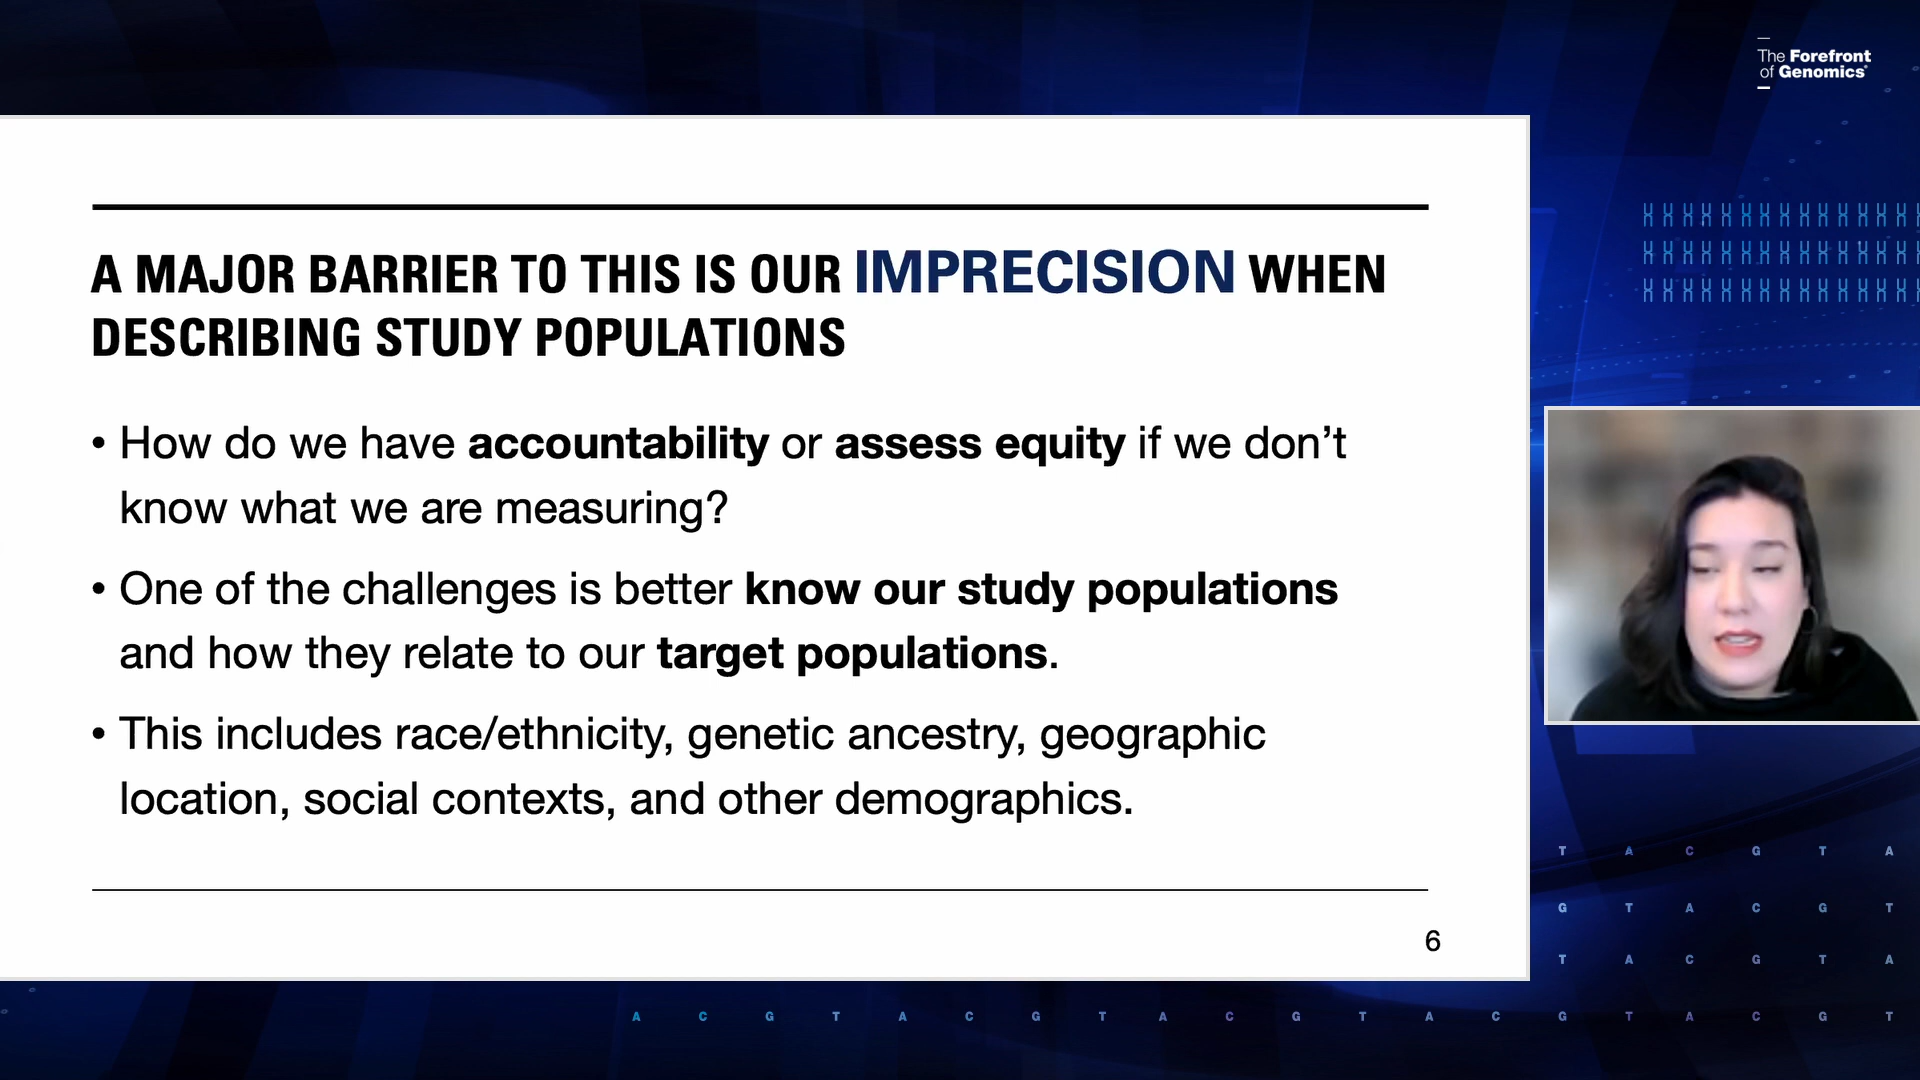 The Forefront
of Genomics®
A MAJOR BARRIER TO THIS IS OUR IMPRECISION WHEN
DESCRIBING STUDY POPULATIONS
• How do we have accountability or assess equity if we don’t
know what we are measuring?
• One of the challenges is better know our study populations
and how they relate to our target populations.
• This includes race/ethnicity, genetic ancestry, geographic
location, social contexts, and other demographics.
6
T A C G T A
G T A C G T
T A C G T A
A C G T A C G T A C G T A C G T A C G T